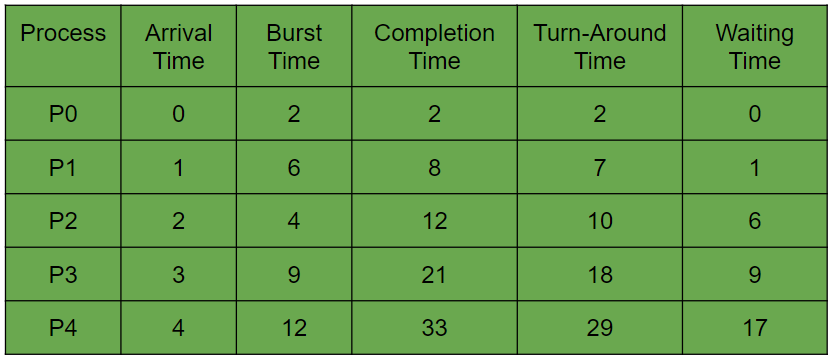 Process Arrival Time Burst Time Completion Time Turn-Around Time Waiting Time
P0 0 2 2 2 0
P1 1 6 8 7 1
P2 2 4 12 10 6
P3 3 9 21 18 9
P4 4 12 33 29 17